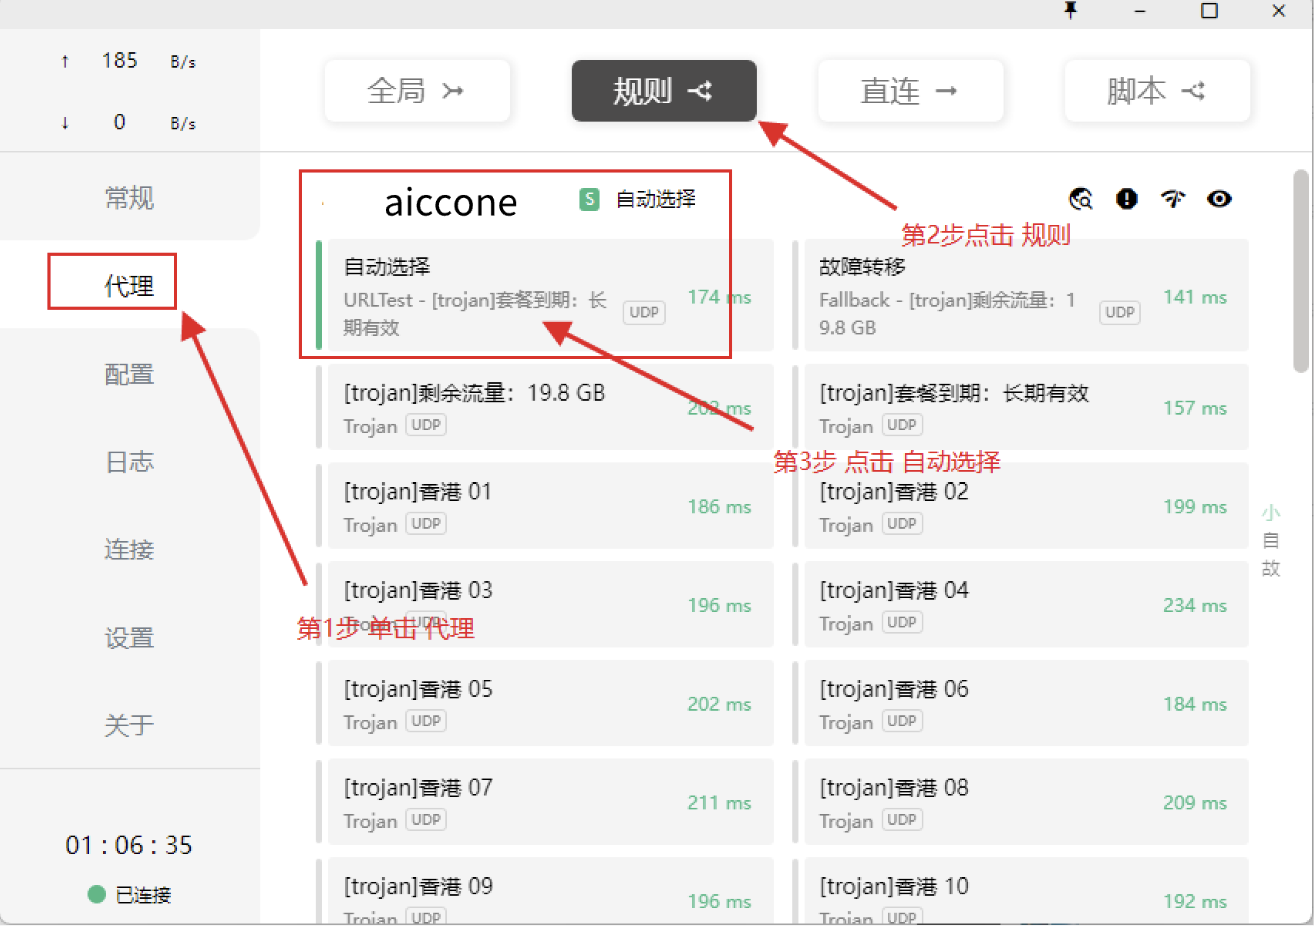 ↑ 185 B/s
↓ 0 B/s
常规
代理
配置
日志
连接
设置
关于
01 : 06 : 35
已连接
全局
规则
直连
脚本
第2步点击 规则
aiccone S 自动选择
自动选择
URLTest - [trojan]套餐到期：长
期有效
UDP
174 ms
故障转移
Fallback - [trojan]剩余流量：1
9.8 GB
UDP
141 ms
[trojan]剩余流量：19.8 GB
Trojan UDP
202 ms
[trojan]套餐到期：长期有效
Trojan UDP
157 ms
第3步 点击 自动选择
[trojan]香港 01
Trojan UDP
186 ms
[trojan]香港 02
Trojan UDP
199 ms
[trojan]香港 03
Trojan UDP
196 ms
[trojan]香港 04
Trojan UDP
234 ms
第1步 单击 代理
[trojan]香港 05
Trojan UDP
202 ms
[trojan]香港 06
Trojan UDP
184 ms
[trojan]香港 07
Trojan UDP
211 ms
[trojan]香港 08
Trojan UDP
209 ms
[trojan]香港 09
Trojan UDP
196 ms
[trojan]香港 10
Trojan UDP
192 ms
小
自
故